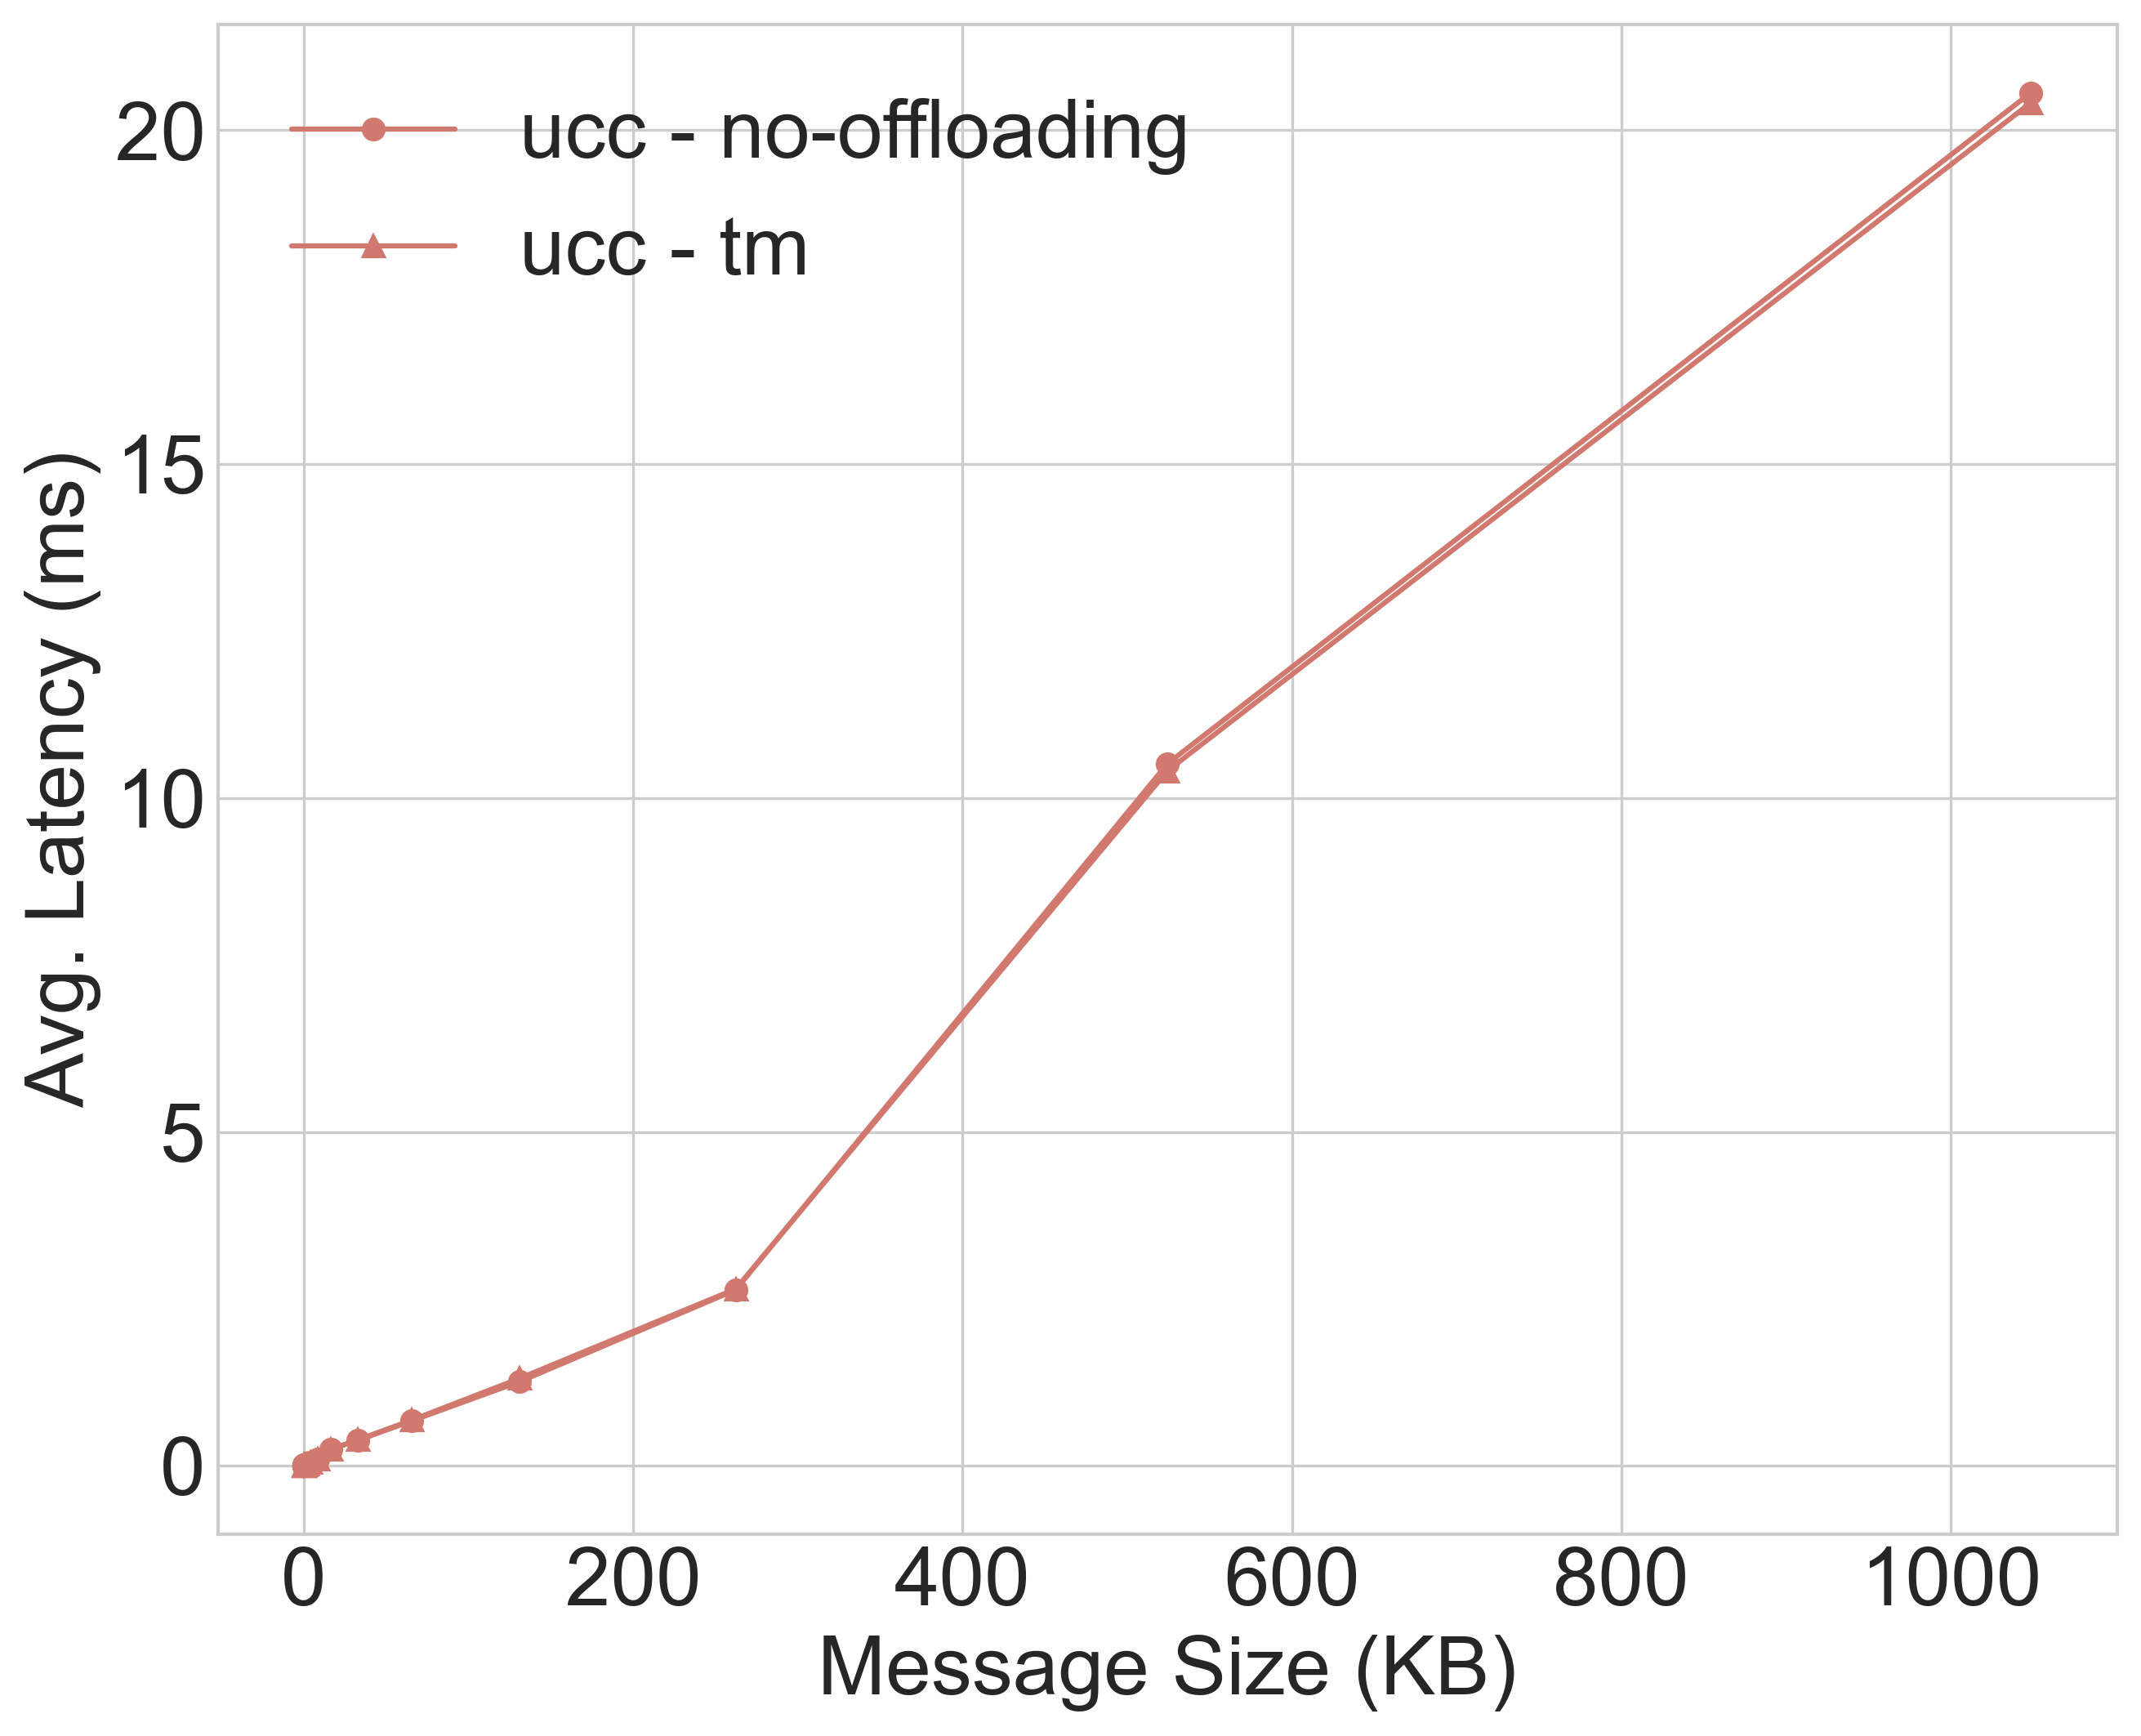 ucc - no-offloading
ucc - tm
20
15
10
5
0
Avg. Latency (ms)
0 200 400 600 800 1000
Message Size (KB)